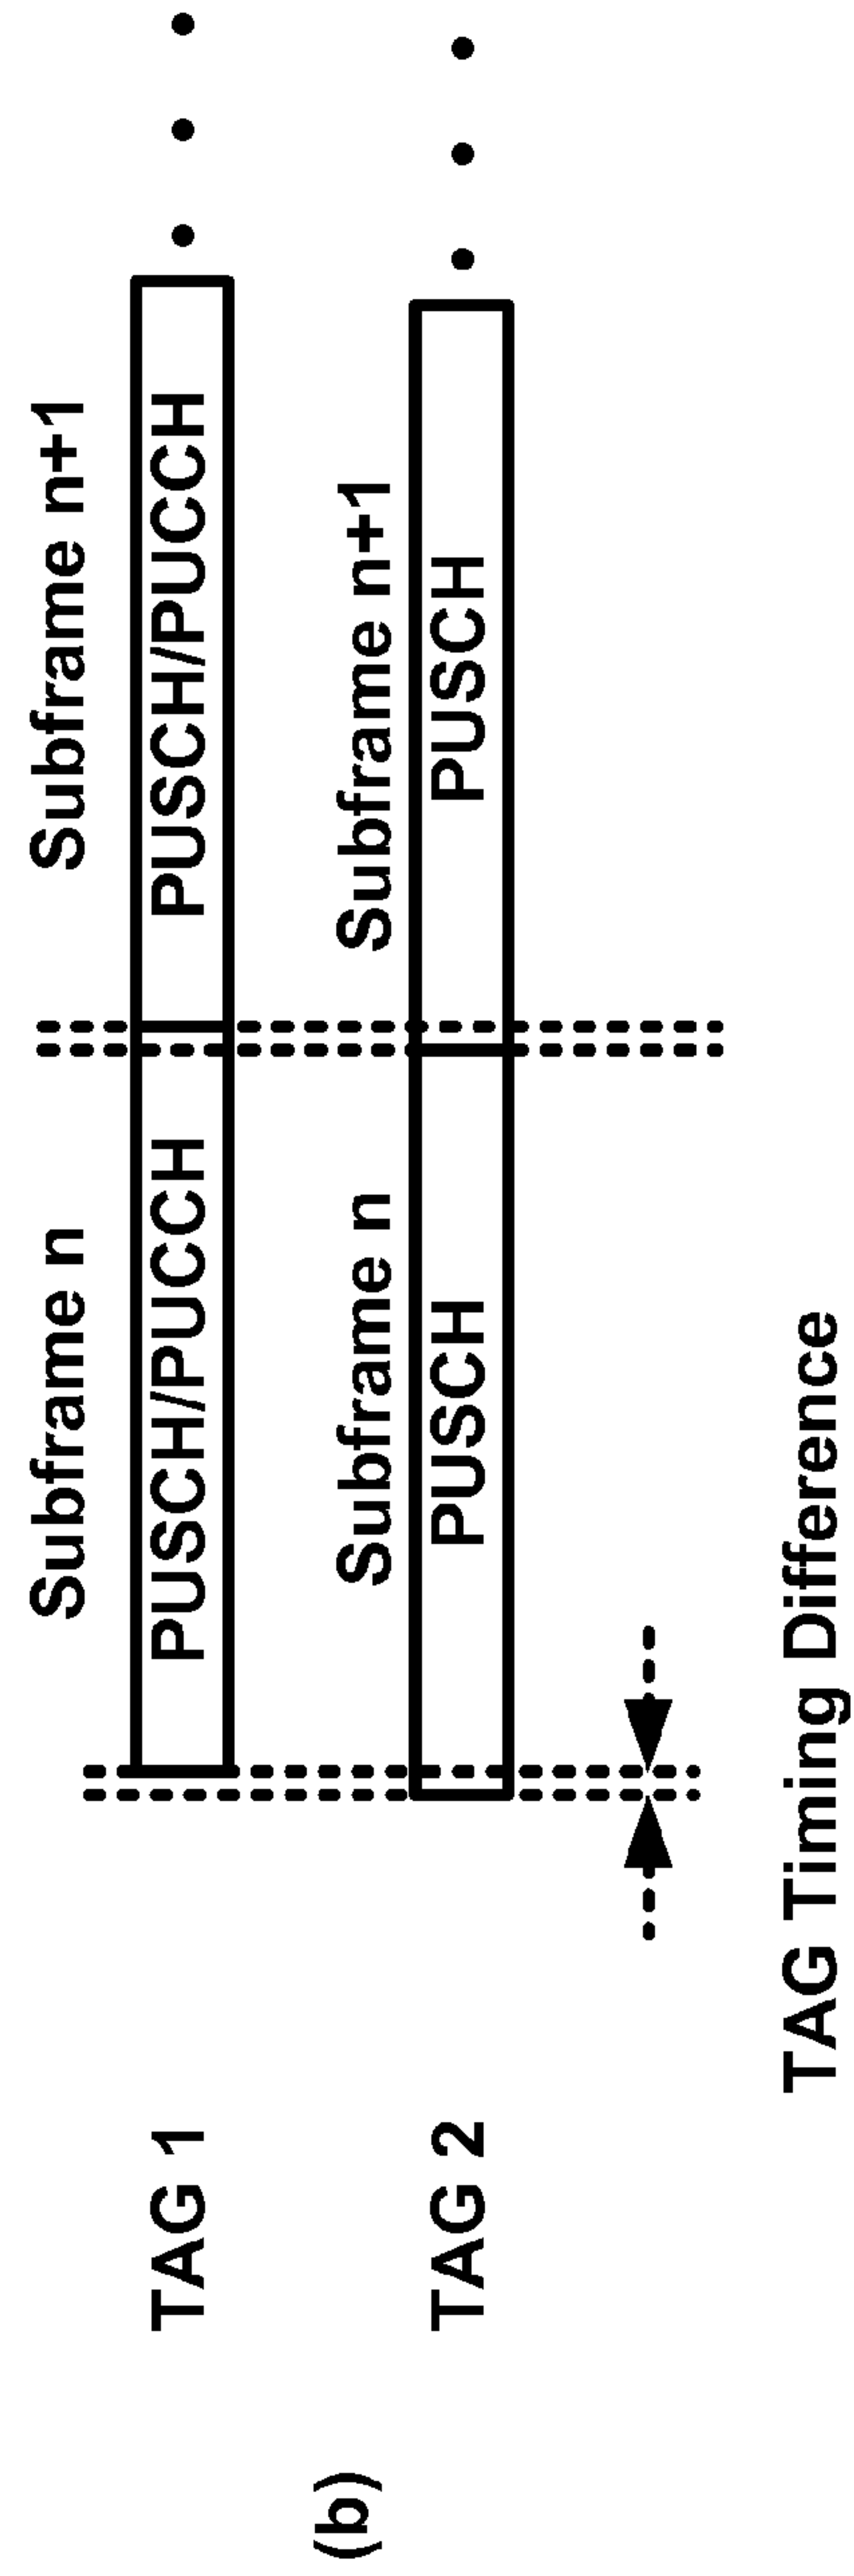 (b)
Subframe n
Subframe n+1
TAG 1
PUSCH/PUCCH
PUSCH/PUCCH
Subframe n
Subframe n+1
TAG 2
PUSCH
PUSCH
TAG Timing Difference